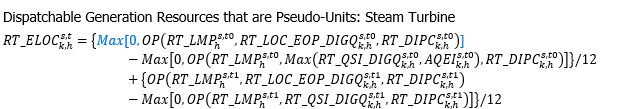 Dispatchable Generation Resources that are Pseudo-Units: Steam Turbine
RT_ELOC^{s,t}_{k,h} = {Max[0, OP(RT_LMP^{s,t0}_h, RT_LOC_EOP_DIGQ^{s,t0}_{k,h}, RT_DIPC^{s,t0}_{k,h})]
− Max[0, OP(RT_LMP^{s,t0}_h, Max(RT_QSI_DIGQ^{s,t0}_{k,h}, AQEI^{s,t0}_{k,h}), RT_DIPC^{s,t0}_{k,h})]}/12
+ {OP(RT_LMP^{s,t1}_h, RT_LOC_EOP_DIGQ^{s,t1}_{k,h}, RT_DIPC^{s,t1}_{k,h})
− Max[0, OP(RT_LMP^{s,t1}_h, RT_QSI_DIGQ^{s,t1}_{k,h}, RT_DIPC^{s,t1}_{k,h})]}/12